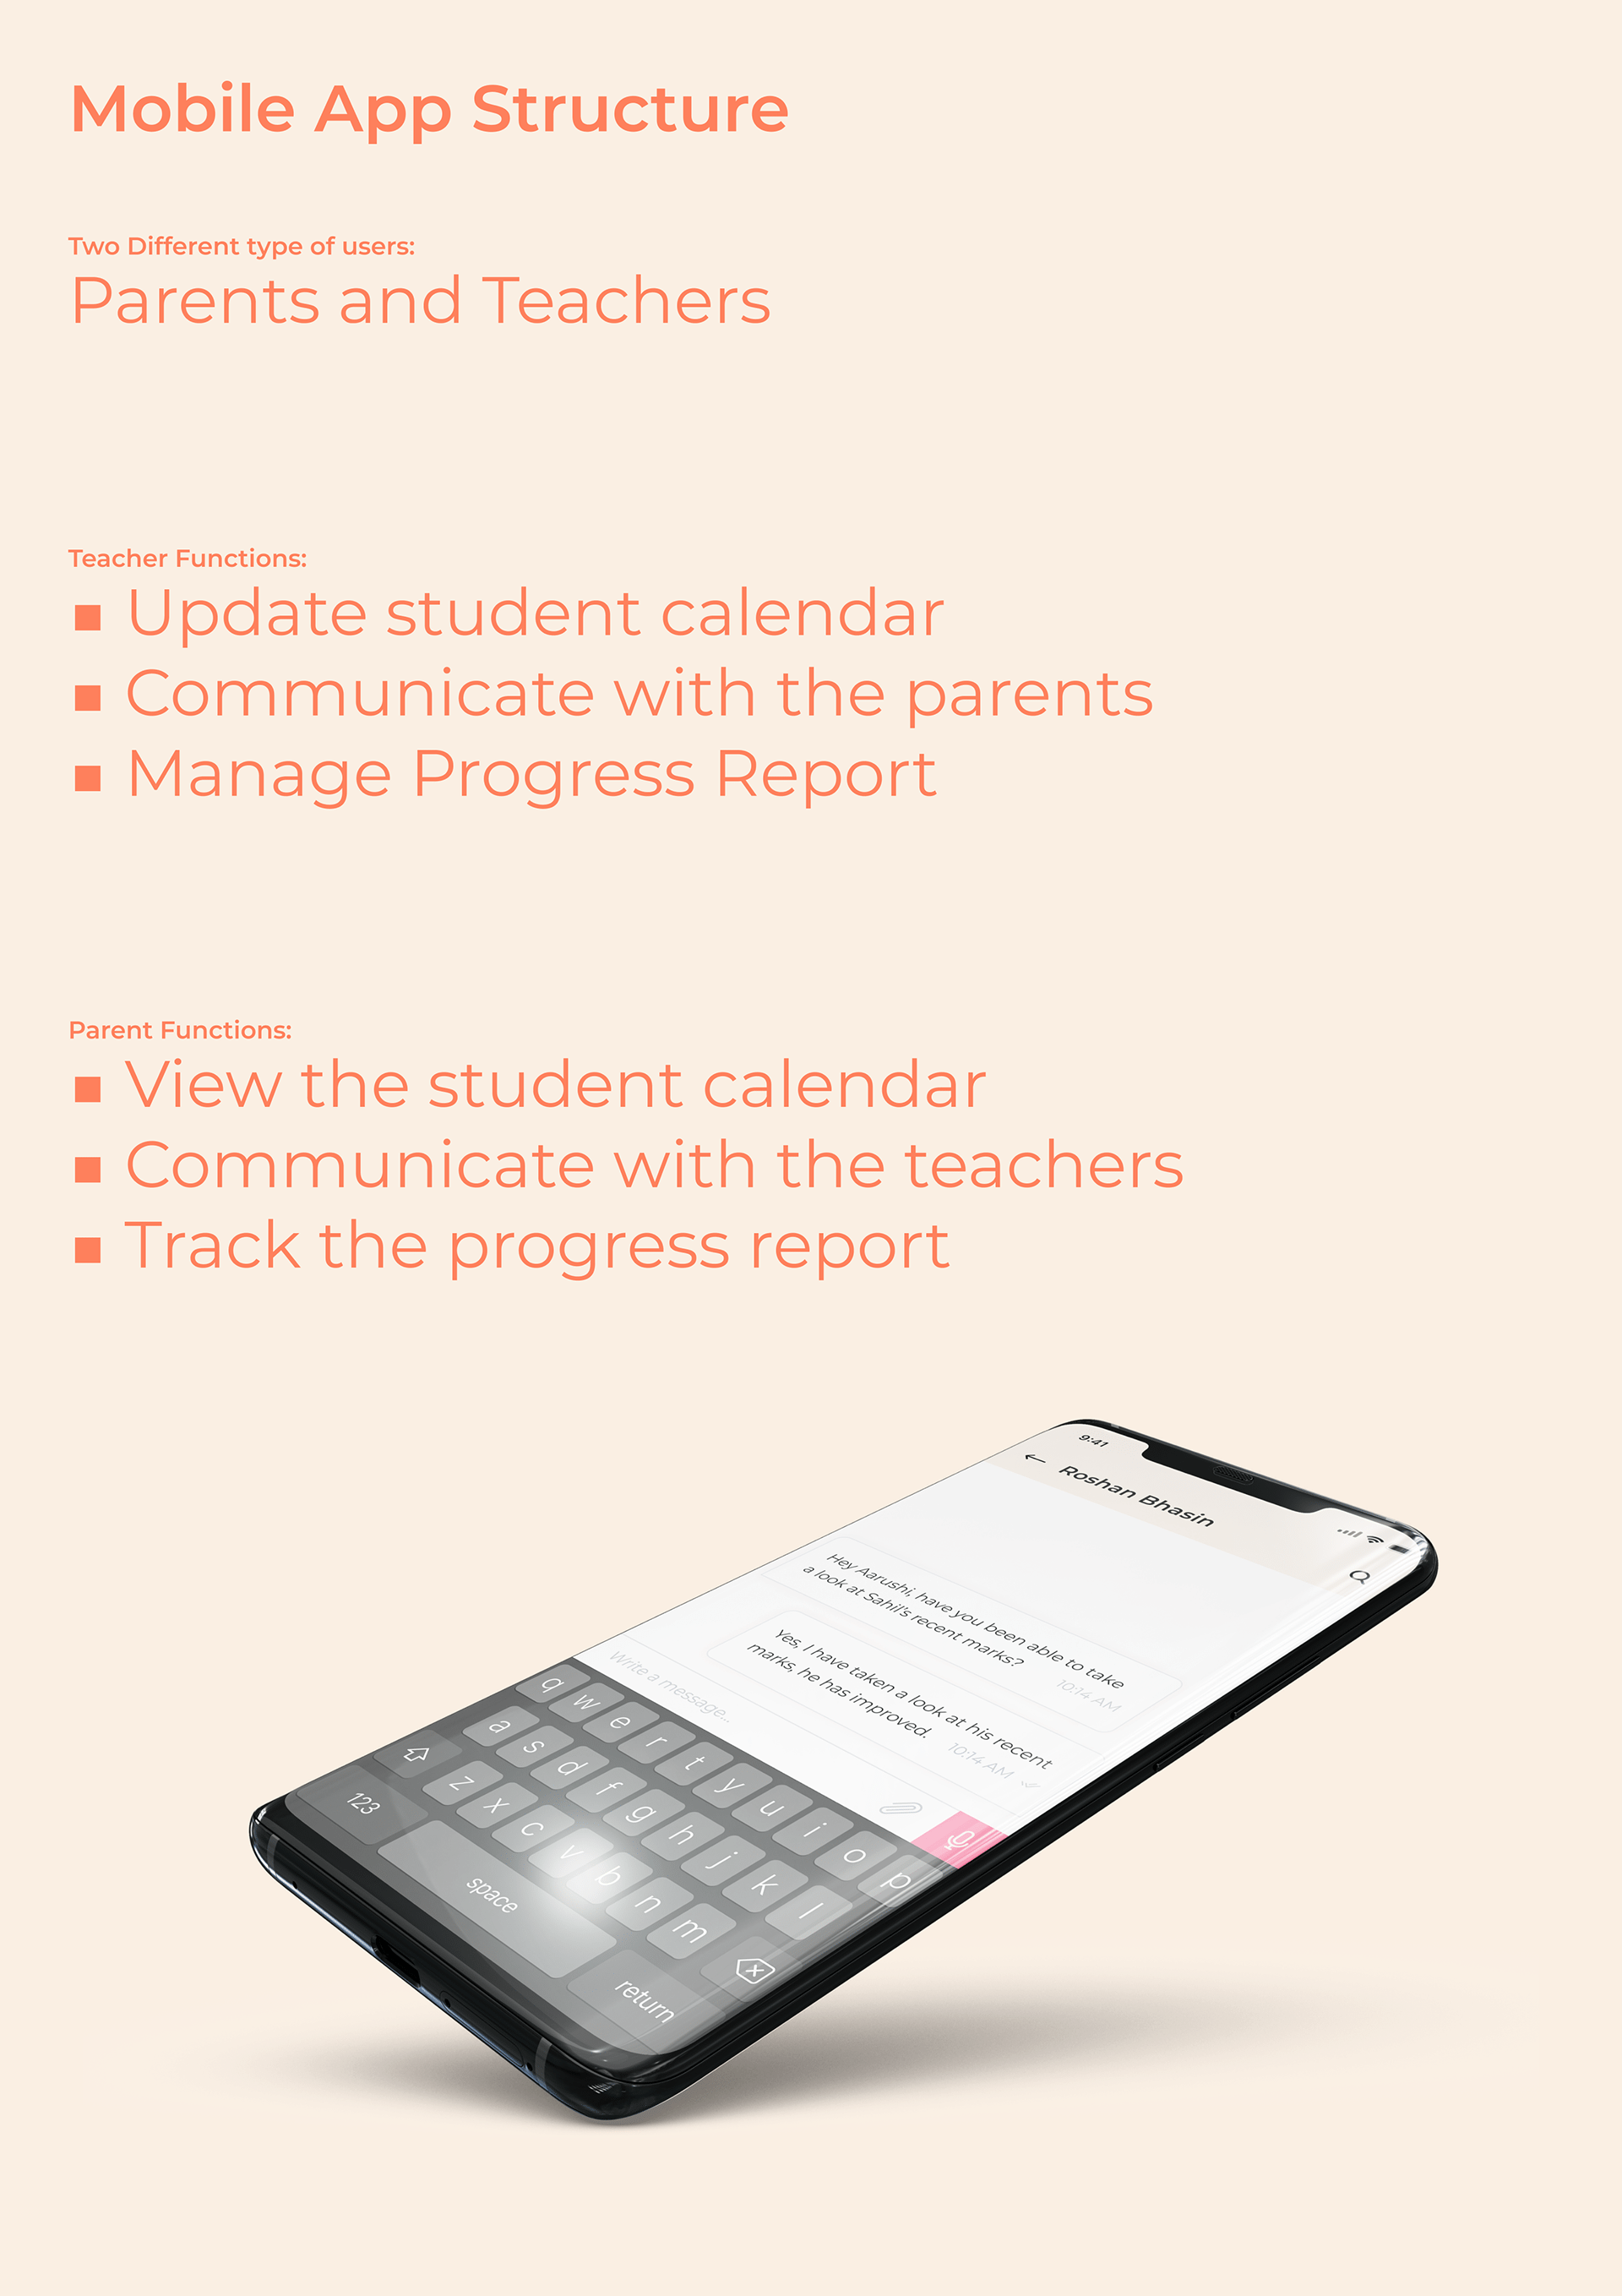 Mobile App Structure
Two Different type of users:
Parents and Teachers
Teacher Functions:
▪ Update student calendar
▪ Communicate with the parents
▪ Manage Progress Report
Parent Functions:
▪ View the student calendar
▪ Communicate with the teachers
▪ Track the progress report
9:41
Roshan Bhasin
Hey Aarushi, have you been able to take
a look at Sahil's recent marks?
10:14 AM
Yes, I have taken a look at his recent
marks, he has improved.
10:14 AM
Write a message...
q w e r t y u i o p
a s d f g h j k l
z x c v b n m
123 space return